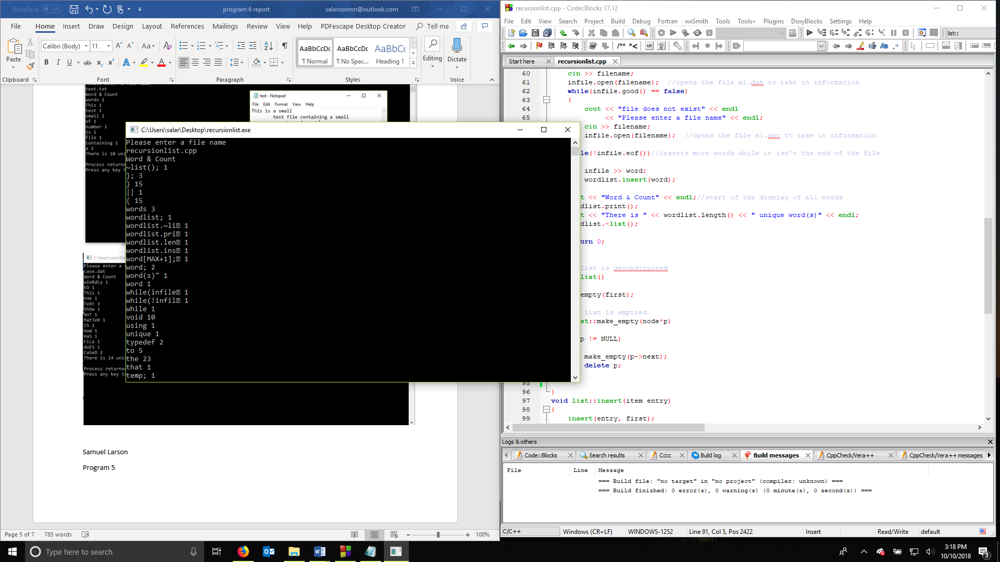 AutoSave Off
program 6 report
salarsonmn@outlook.com
File Home Insert Draw Design Layout References Mailings Review View Help PDFescape Desktop Creator Tell me
Calibri (Body) 11
Paste
AaBbCcDc AaBbCcDc AaBbCc
¶ Normal ¶ No Spac... Heading 1
Editing Dictate
Clipboard Font Paragraph Styles Voice
text.txt
Word & Count
words 1
This 1
test 1
small 2
of 1
number 1
is 1
file 1
containing 1
a 2
There is 10 uni
Process returne
Press any key t
text - Notepad
File Edit Format View Help
This is a small
test file containing a small
C:\Users\salar\Desktop\recursionlist.exe
Please enter a file name
recursionlist.cpp
Word & Count
~list(); 1
}; 3
} 15
|| 1
{ 15
words 3
wordlist; 1
wordlist.~li 1
wordlist.pri 1
wordlist.len 1
wordlist.ins 1
word[MAX+1]; 1
word; 2
word(s)" 1
word 1
while(infile 1
while(!infil 1
while 1
void 10
using 1
unique 1
typedef 2
to 5
the 23
that 1
temp; 1
C:\Users\salar\De
Please enter a
case.dat
Word & Count
wIeRdLy 1
tO 1
ThIs 1
tHe 1
TeXt 3
ShOw 1
NoT 1
MatTeR 1
iS 1
HoW 1
HaS 1
FiLe 1
doES 1
CaSeD 2
There is 14 uni
Process returne
Press any key to
Samuel Larson
Program 5
Page 5 of 7 785 words 100%
recursionlist.cpp - Code::Blocks 17.12
File Edit View Search Project Build Debug Fortran wxSmith Tools Tools+ Plugins DoxyBlocks Settings Help
list::
/** *<
Start here recursionlist.cpp
60 cin >> filename;
61 infile.open(filename); //opens the file ml.dat to take in information
62 while(infile.good() == false)
63 {
64 cout << "file does not exist" << endl
65 << "Please enter a file name" << endl;
cin >> filename;
infile.open(filename); //opens the file ml.dat to take in information
le(!infile.eof())//inserts more words while it isn't the end of the file
infile >> word;
wordlist.insert(word);
t << "Word & Count" << endl;//start of the display of all words
dlist.print();
t << "There is " << wordlist.length() << " unique word(s)" << endl;
dlist.~list();
urn 0;
list is deconstructed
list()
empty(first);
list is emptied
st::make_empty(node*p)
p != NULL)
make_empty(p->next);
delete p;
95
96 }
97 void list::insert(item entry)
98 {
99 insert(entry, first);
Logs & others
Code::Blocks Search results Cccc Build log Build messages CppCheck/Vera++ CppCheck/Vera++ messages
File Line Message
=== Build file: "no target" in "no project" (compiler: unknown) ===
=== Build finished: 0 error(s), 0 warning(s) (0 minute(s), 0 second(s)) ===
C/C++ Windows (CR+LF) WINDOWS-1252 Line 91, Col 5, Pos 2422 Insert Read/Write default
Type here to search
3:18 PM
10/10/2018
3